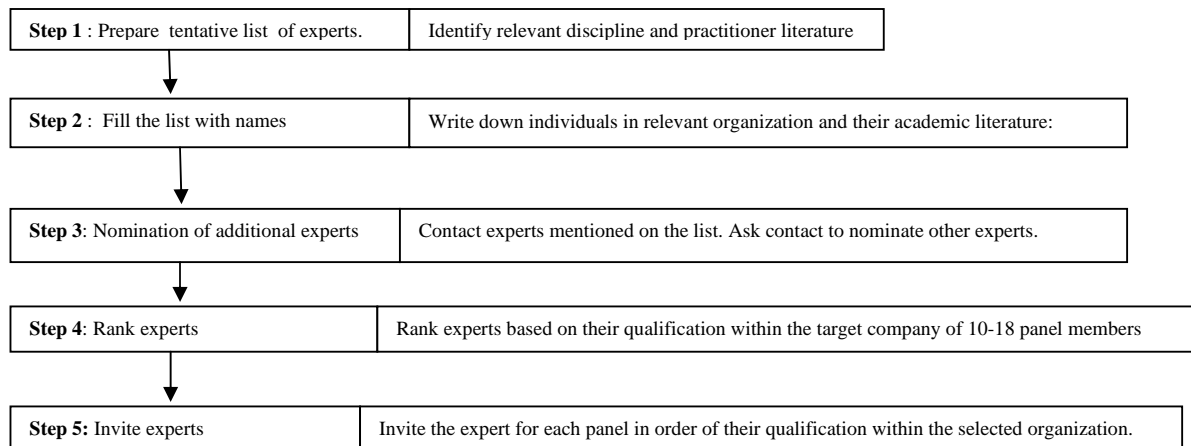 Step 1 : Prepare tentative list of experts. Identify relevant discipline and practitioner literature
Step 2 : Fill the list with names Write down individuals in relevant organization and their academic literature:
Step 3: Nomination of additional experts Contact experts mentioned on the list. Ask contact to nominate other experts.
Step 4: Rank experts Rank experts based on their qualification within the target company of 10-18 panel members
Step 5: Invite experts Invite the expert for each panel in order of their qualification within the selected organization.